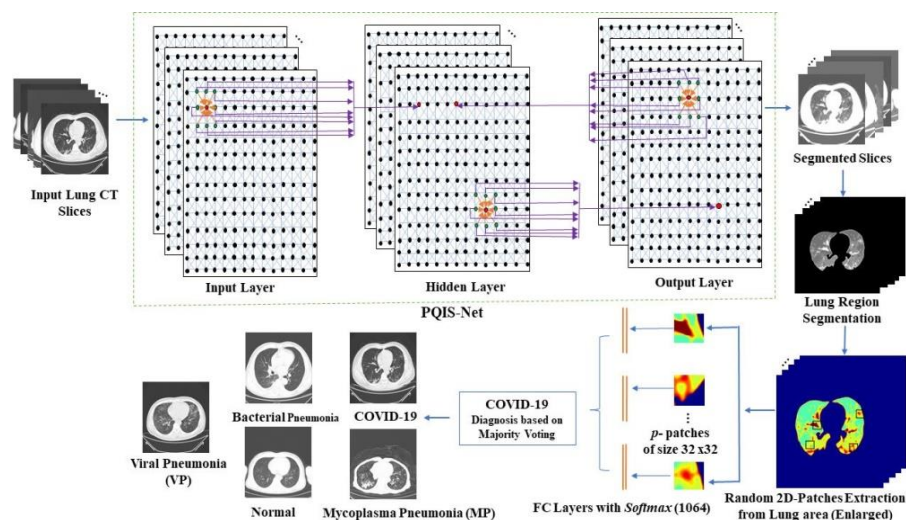 Input Lung CT
Slices
Input Layer
Hidden Layer
Output Layer
PQIS-Net
Segmented Slices
Lung Region
Segmentation
Random 2D-Patches Extraction
from Lung area (Enlarged)
p- patches
of size 32 x32
FC Layers with Softmax (1064)
COVID-19
Diagnosis based on
Majority Voting
Bacterial Pneumonia
COVID-19
Viral Pneumonia
(VP)
Normal
Mycoplasma Pneumonia (MP)